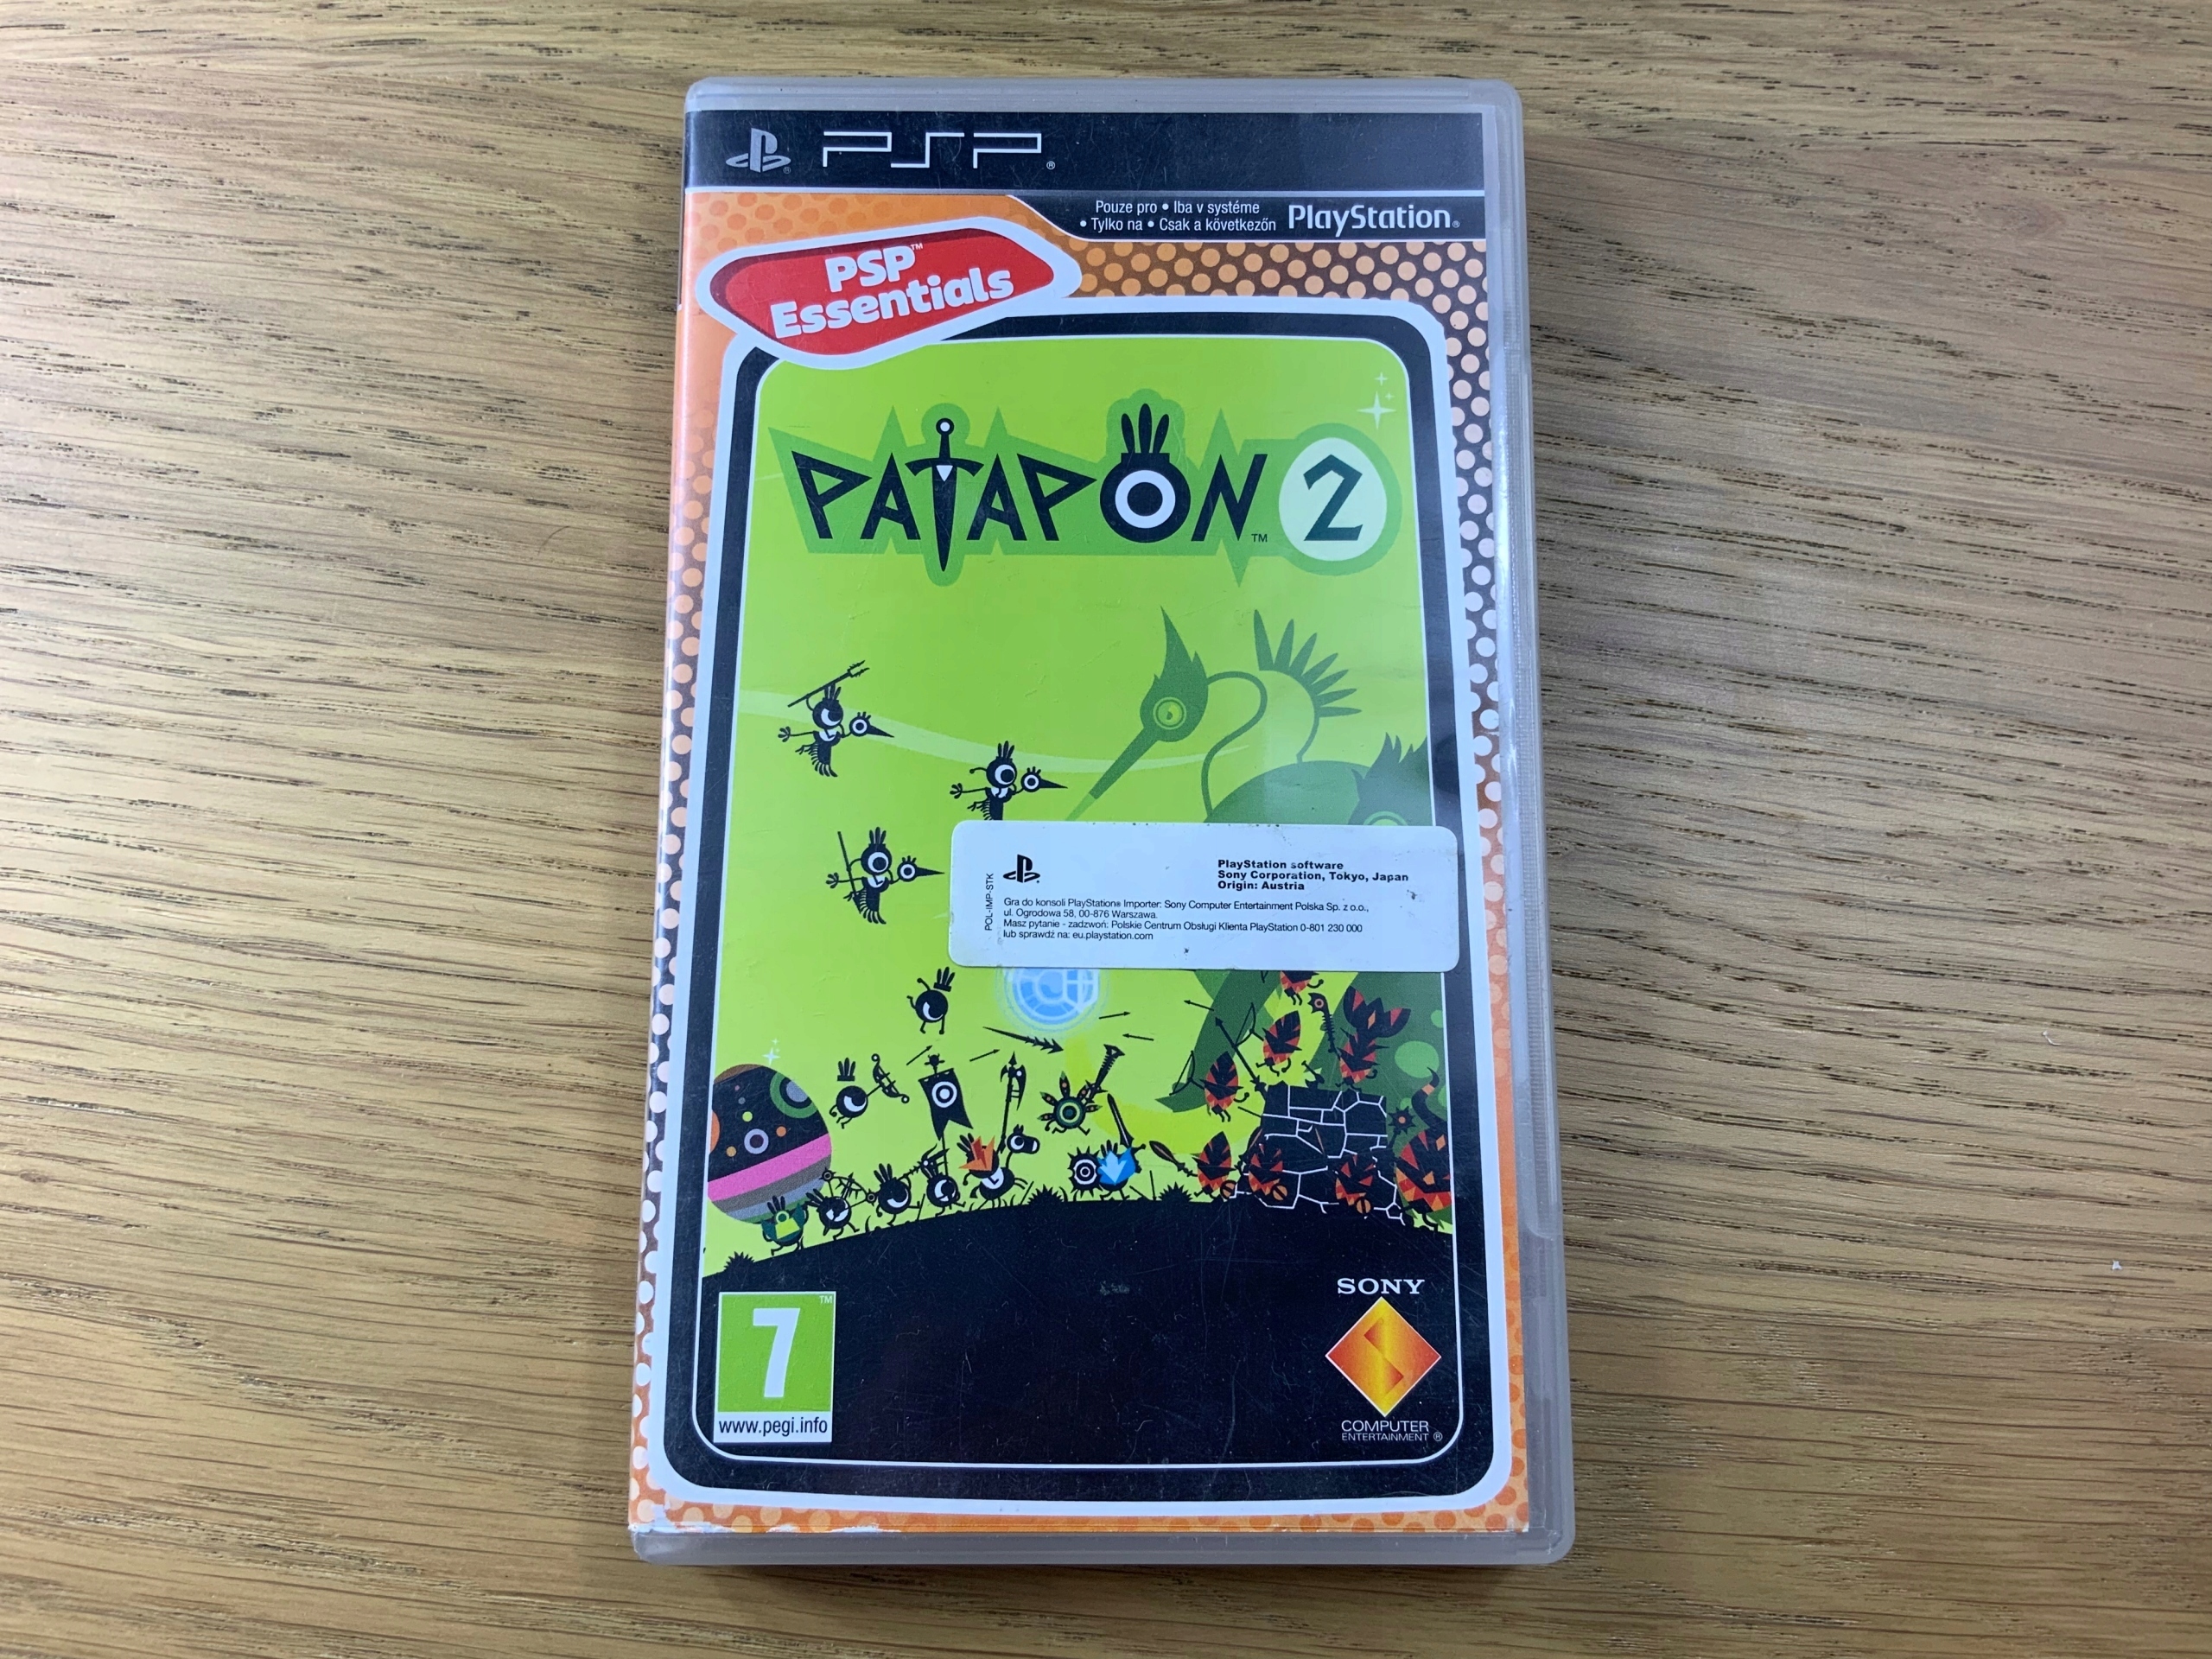 PSP
Pouze pro • Iba v systéme
• Tylko na • Csak a következőn PlayStation®
PSP™
Essentials
PATAPON™ 2
POL-IMP-STK
PlayStation software
Sony Corporation, Tokyo, Japan
Origin: Austria
Gra do konsoli PlayStation® Importer: Sony Computer Entertainment Polska Sp. z o.o.,
ul. Ogrodowa 58, 00-876 Warszawa.
Masz pytanie - zadzwoń: Polskie Centrum Obsługi Klienta PlayStation 0-801 230 000
lub sprawdź na: eu.playstation.com
7™
www.pegi.info
SONY
COMPUTER
ENTERTAINMENT®